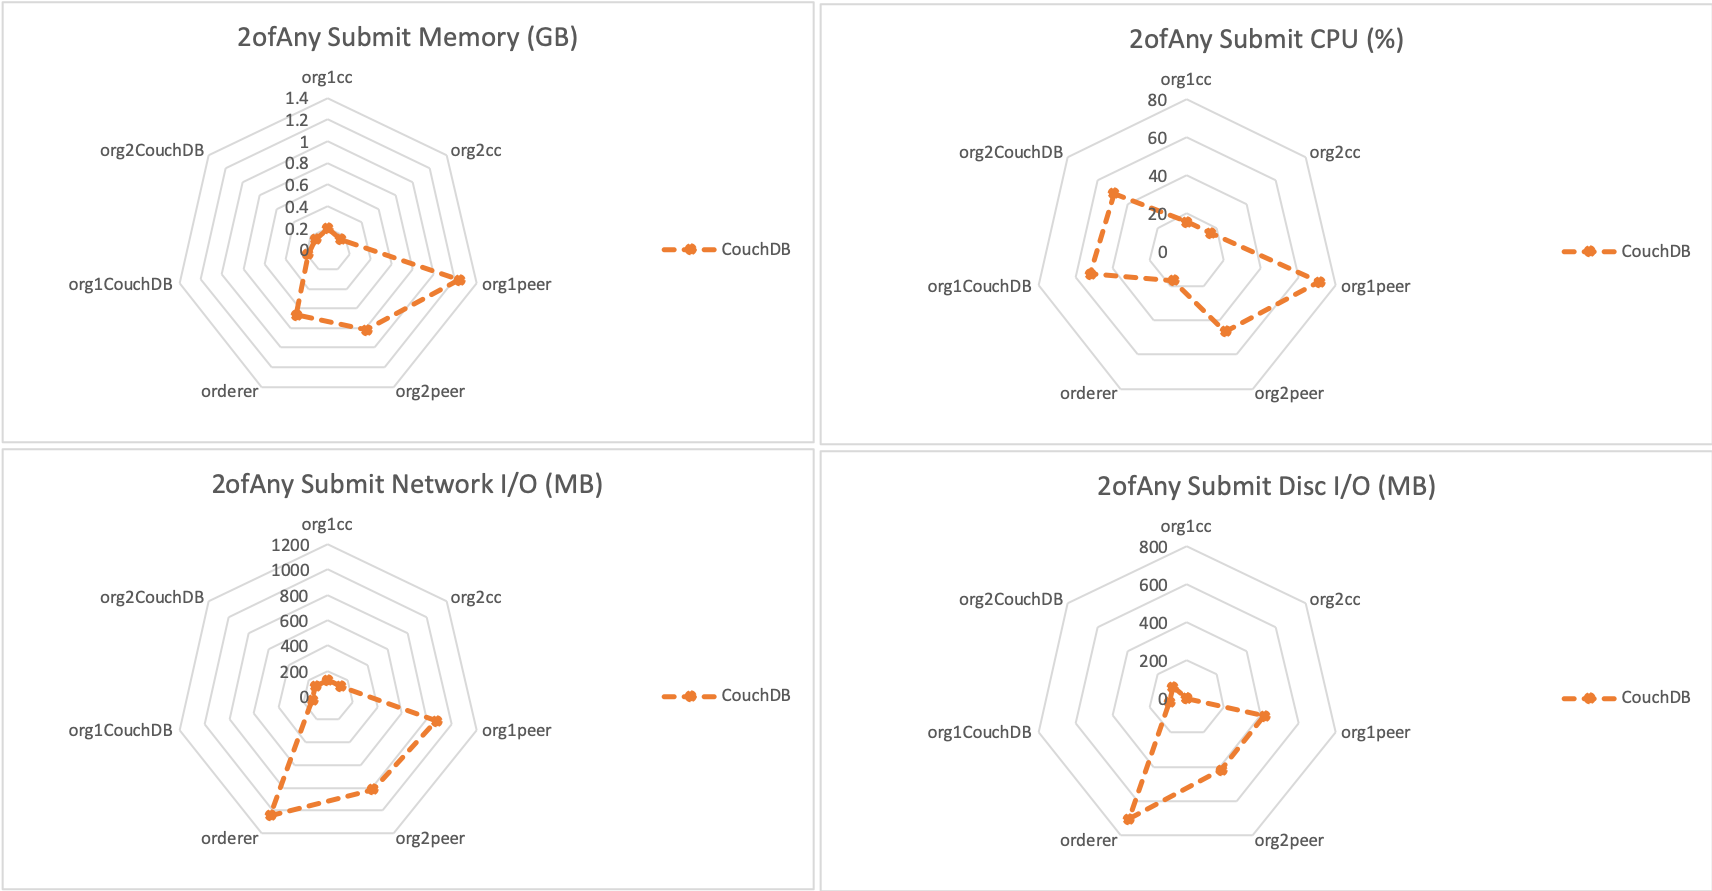 2ofAny Submit Memory (GB)
org1cc
1.4
1.2
1
0.8
0.6
0.4
0.2
0
org2CouchDB
org2cc
org1CouchDB
org1peer
orderer
org2peer
CouchDB
2ofAny Submit CPU (%)
org1cc
80
60
40
20
0
org2CouchDB
org2cc
org1CouchDB
org1peer
orderer
org2peer
CouchDB
2ofAny Submit Network I/O (MB)
org1cc
1200
1000
800
600
400
200
0
org2CouchDB
org2cc
org1CouchDB
org1peer
orderer
org2peer
CouchDB
2ofAny Submit Disc I/O (MB)
org1cc
800
600
400
200
0
org2CouchDB
org2cc
org1CouchDB
org1peer
orderer
org2peer
CouchDB